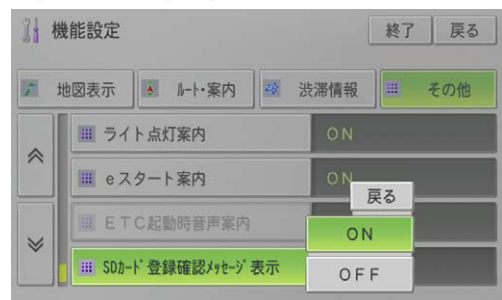 機能設定
終了
戻る
地図表示
ルート・案内
渋滞情報
その他
ライト点灯案内
ON
eスタート案内
ON
戻る
ETC起動時音声案内
ON
SDカード登録確認メッセージ表示
OFF